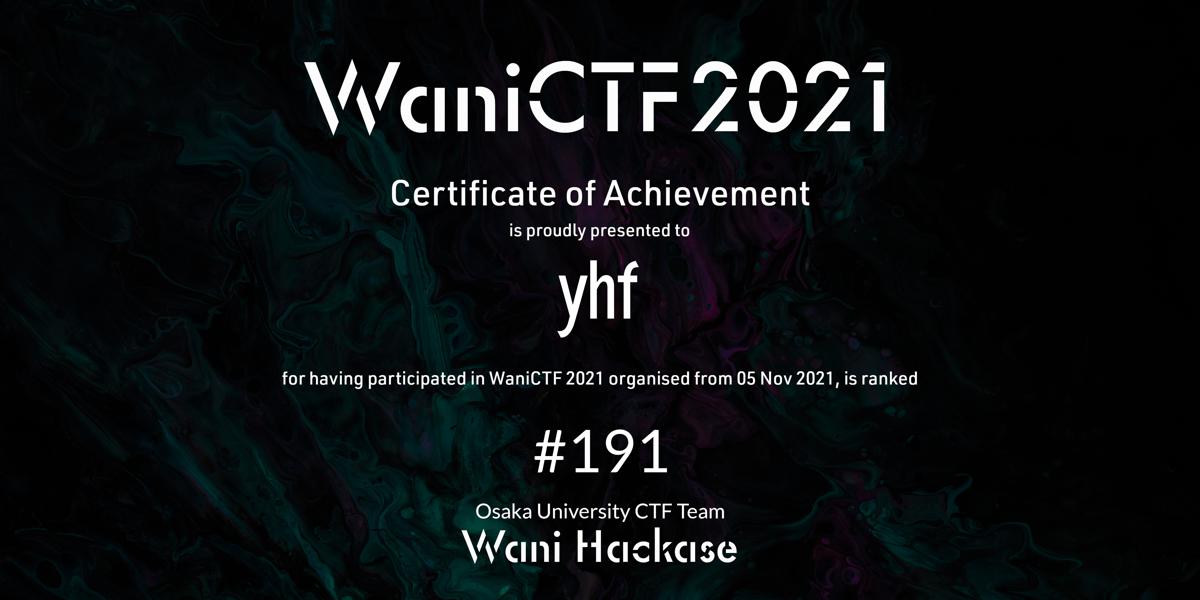 WaniCTF2021
Certificate of Achievement
is proudly presented to
yhf
for having participated in WaniCTF 2021 organised from 05 Nov 2021, is ranked
#191
Osaka University CTF Team
Wani Hackase